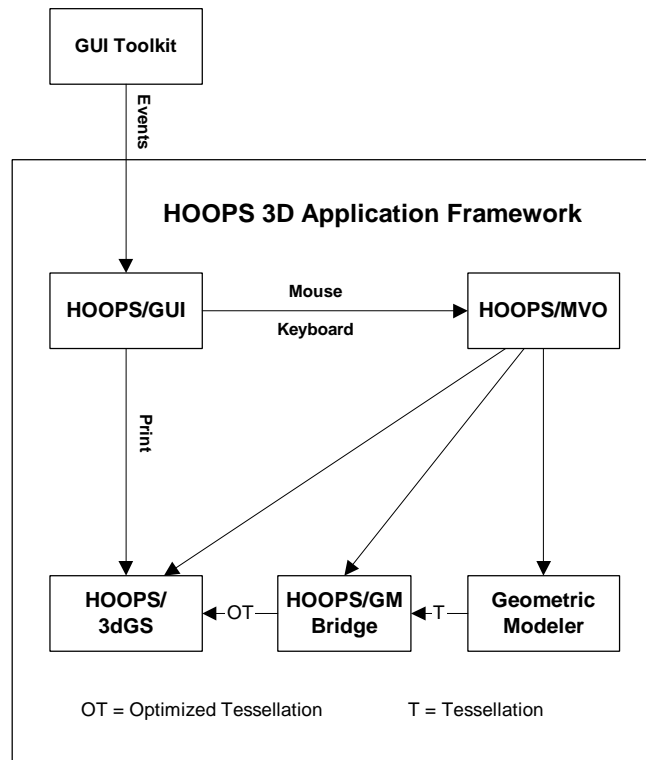 GUI Toolkit
Events
HOOPS 3D Application Framework
HOOPS/GUI
Mouse
Keyboard
HOOPS/MVO
Print
HOOPS/
3dGS
OT
HOOPS/GM
Bridge
T
Geometric
Modeler
OT = Optimized Tessellation
T = Tessellation